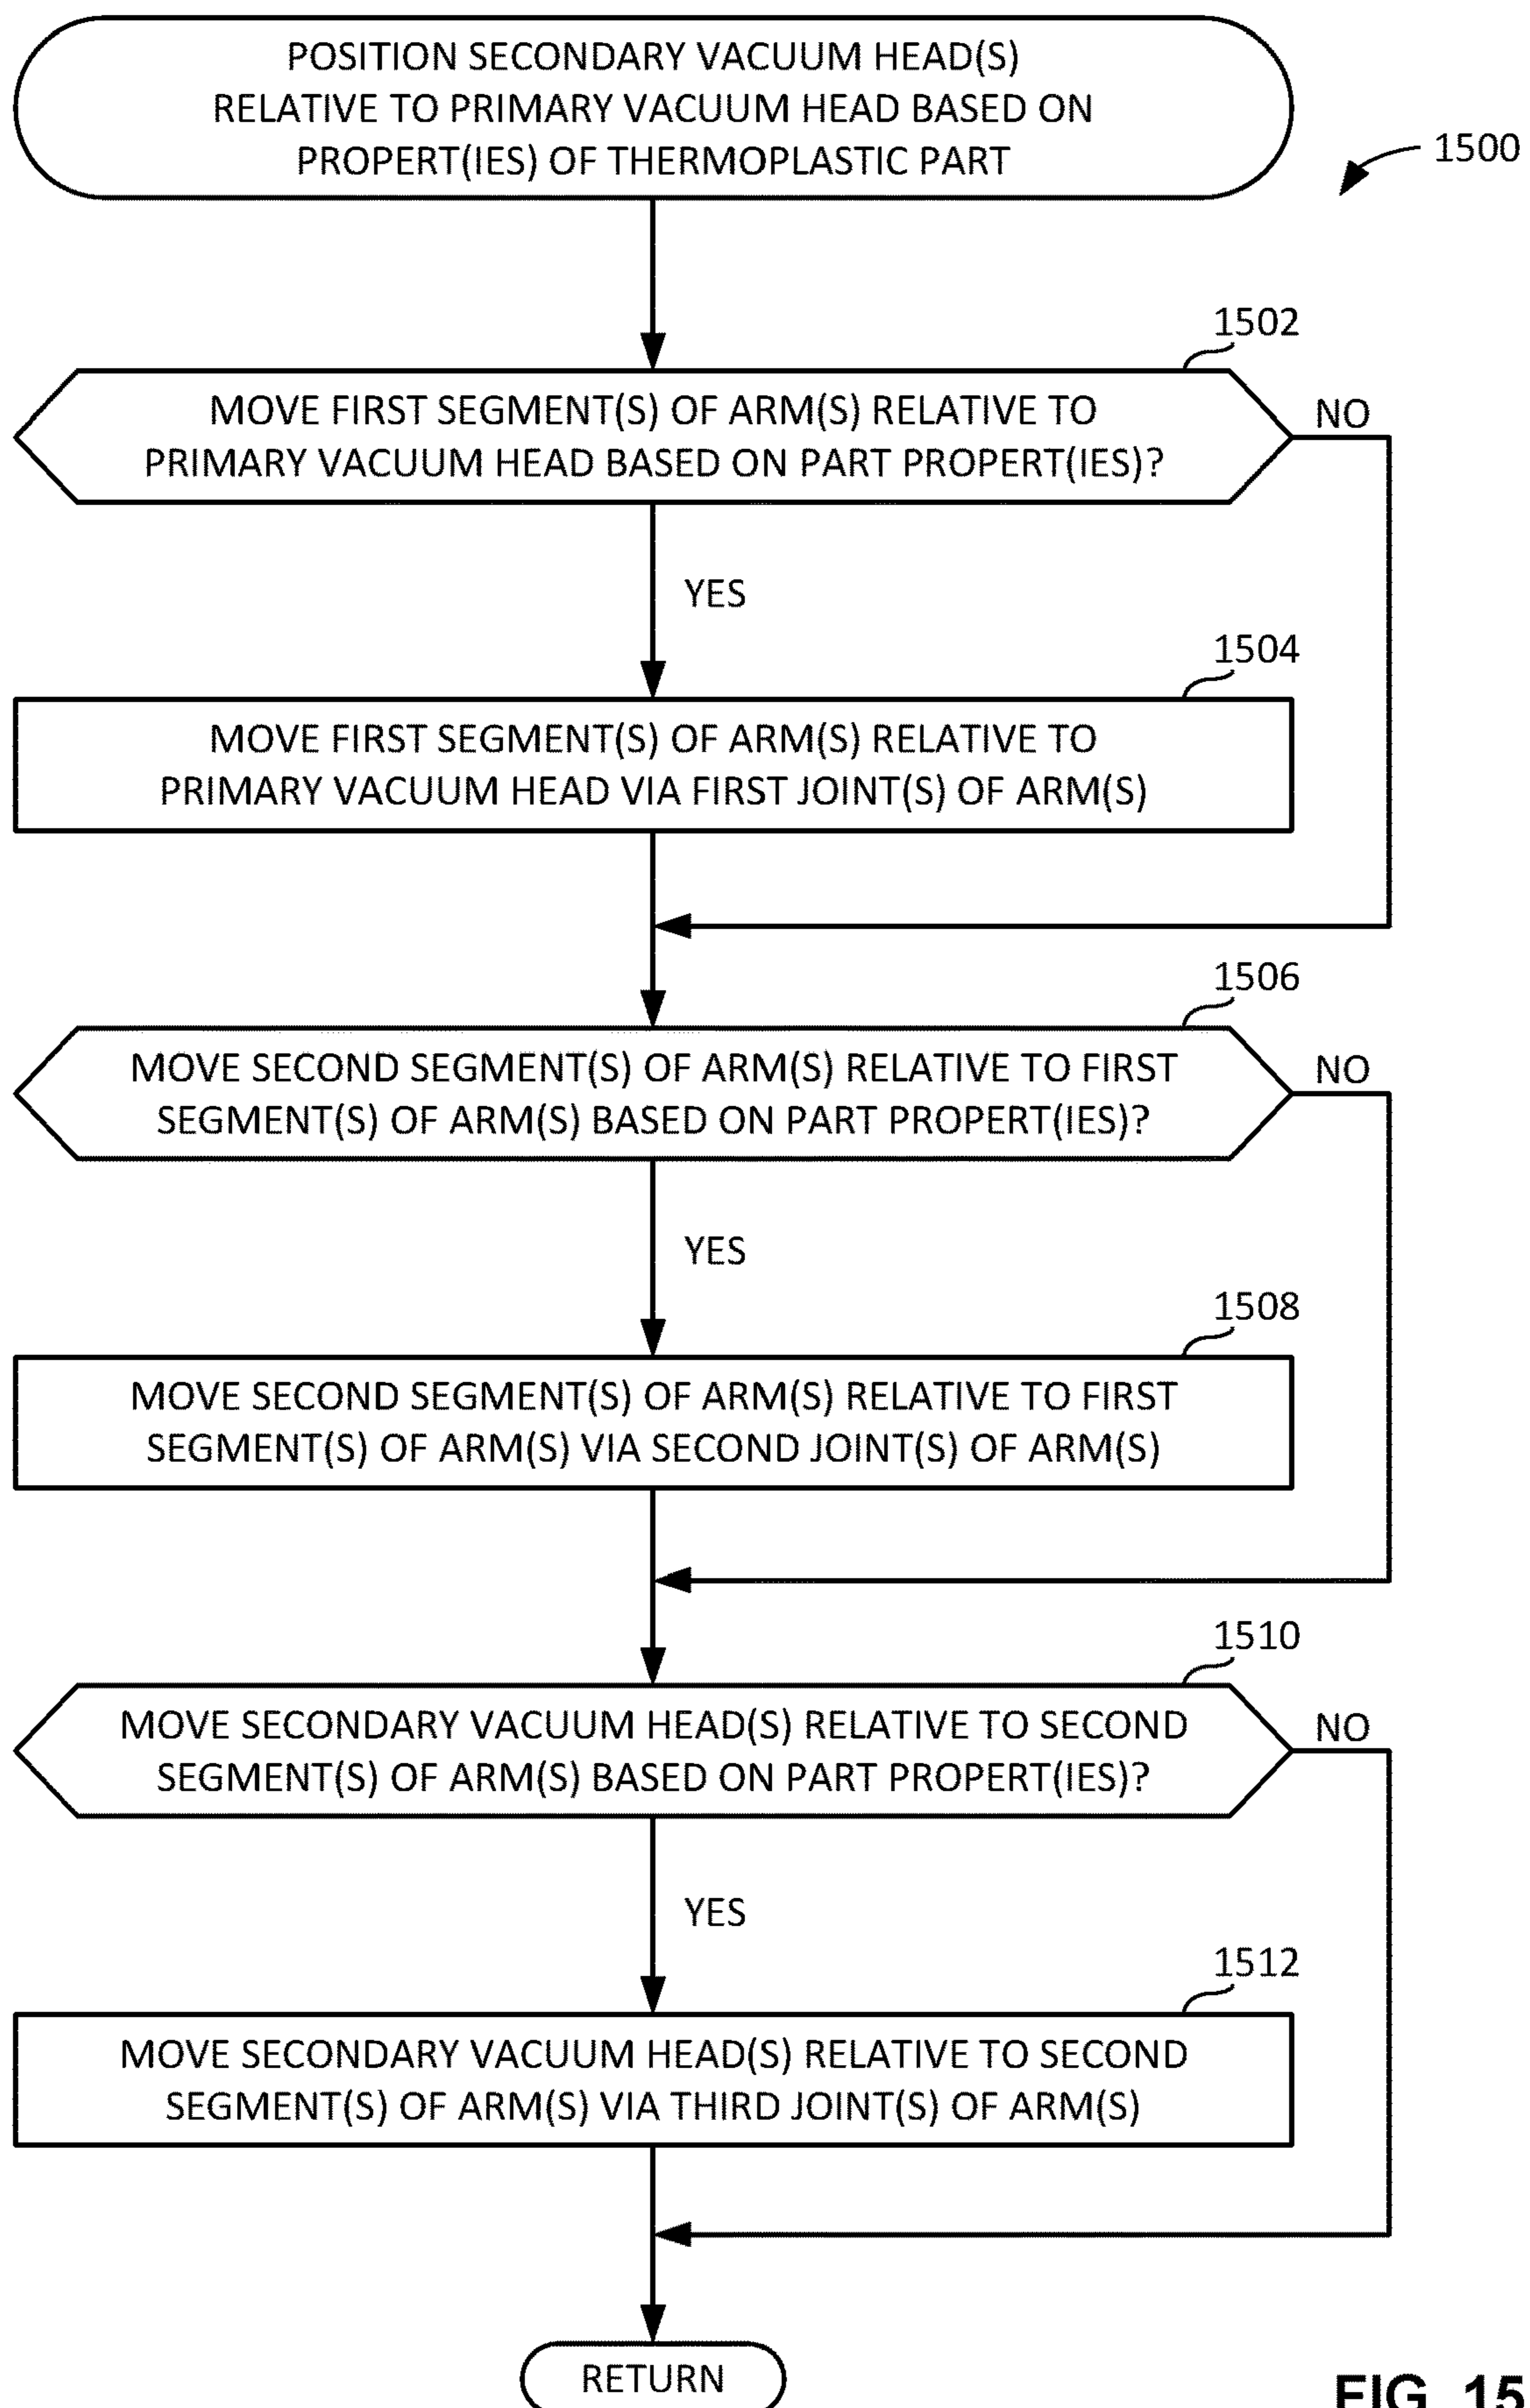 POSITION SECONDARY VACUUM HEAD(S)
RELATIVE TO PRIMARY VACUUM HEAD BASED ON
PROPERT(IES) OF THERMOPLASTIC PART
1500
1502
MOVE FIRST SEGMENT(S) OF ARM(S) RELATIVE TO
PRIMARY VACUUM HEAD BASED ON PART PROPERT(IES)?
NO
YES
1504
MOVE FIRST SEGMENT(S) OF ARM(S) RELATIVE TO
PRIMARY VACUUM HEAD VIA FIRST JOINT(S) OF ARM(S)
1506
MOVE SECOND SEGMENT(S) OF ARM(S) RELATIVE TO FIRST
SEGMENT(S) OF ARM(S) BASED ON PART PROPERT(IES)?
NO
YES
1508
MOVE SECOND SEGMENT(S) OF ARM(S) RELATIVE TO FIRST
SEGMENT(S) OF ARM(S) VIA SECOND JOINT(S) OF ARM(S)
1510
MOVE SECONDARY VACUUM HEAD(S) RELATIVE TO SECOND
SEGMENT(S) OF ARM(S) BASED ON PART PROPERT(IES)?
NO
YES
1512
MOVE SECONDARY VACUUM HEAD(S) RELATIVE TO SECOND
SEGMENT(S) OF ARM(S) VIA THIRD JOINT(S) OF ARM(S)
RETURN
FIG. 15